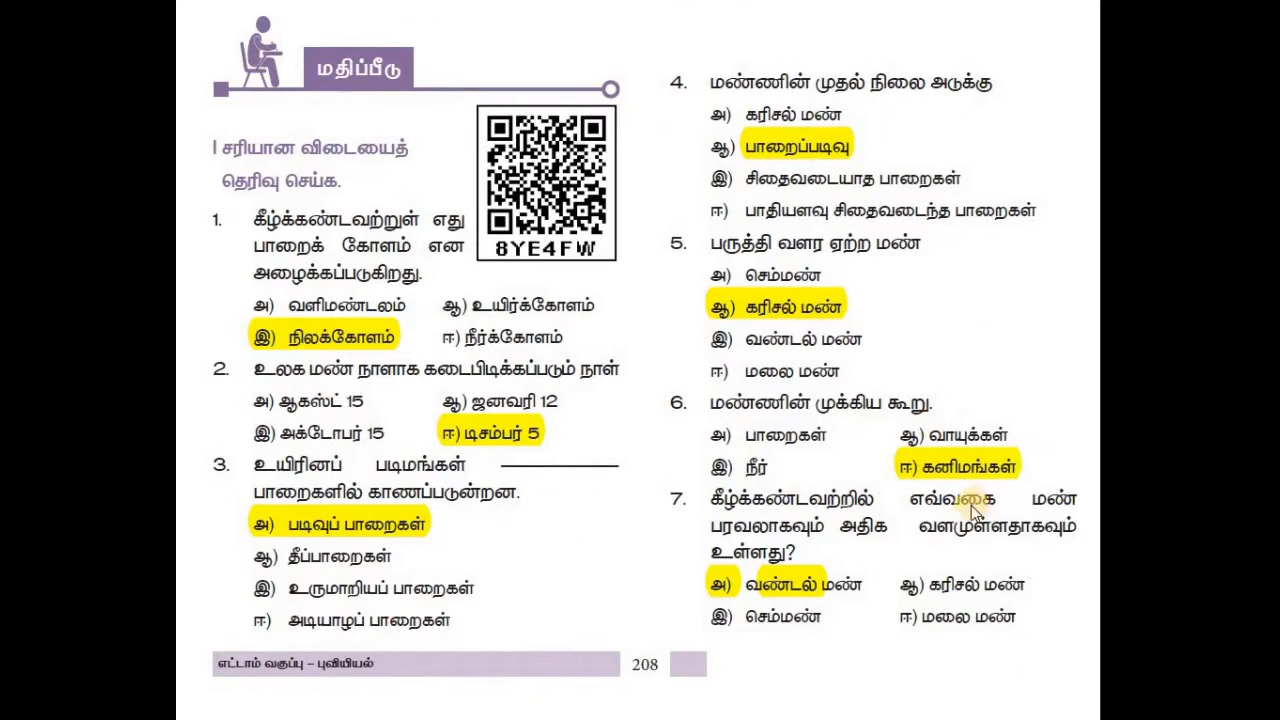 மதிப்பீடு
I சரியான விடையைத்
தெரிவு செய்க.
8YE4FW
1. கீழ்க்கண்டவற்றுள் எது
பாறைக் கோளம் என
அழைக்கப்படுகிறது.
அ) வளிமண்டலம் ஆ) உயிர்க்கோளம்
இ) நிலக்கோளம் ஈ) நீர்க்கோளம்
2. உலக மண் நாளாக கடைபிடிக்கப்படும் நாள்
அ) ஆகஸ்ட் 15 ஆ) ஜனவரி 12
இ) அக்டோபர் 15 ஈ) டிசம்பர் 5
3. உயிரினப் படிமங்கள் ––––––––––
பாறைகளில் காணப்படுன்றன.
அ) படிவுப் பாறைகள்
ஆ) தீப்பாறைகள்
இ) உருமாறியப் பாறைகள்
ஈ) அடியாழப் பாறைகள்
4. மண்ணின் முதல் நிலை அடுக்கு
அ) கரிசல் மண்
ஆ) பாறைப்படிவு
இ) சிதைவடையாத பாறைகள்
ஈ) பாதியளவு சிதைவடைந்த பாறைகள்
5. பருத்தி வளர ஏற்ற மண்
அ) செம்மண்
ஆ) கரிசல் மண்
இ) வண்டல் மண்
ஈ) மலை மண்
6. மண்ணின் முக்கிய கூறு.
அ) பாறைகள் ஆ) வாயுக்கள்
இ) நீர் ஈ) கனிமங்கள்
7. கீழ்க்கண்டவற்றில் எவ்வகை மண்
பரவலாகவும் அதிக வளமுள்ளதாகவும்
உள்ளது?
அ) வண்டல் மண் ஆ) கரிசல் மண்
இ) செம்மண் ஈ) மலை மண்
எட்டாம் வகுப்பு – புவியியல் 208